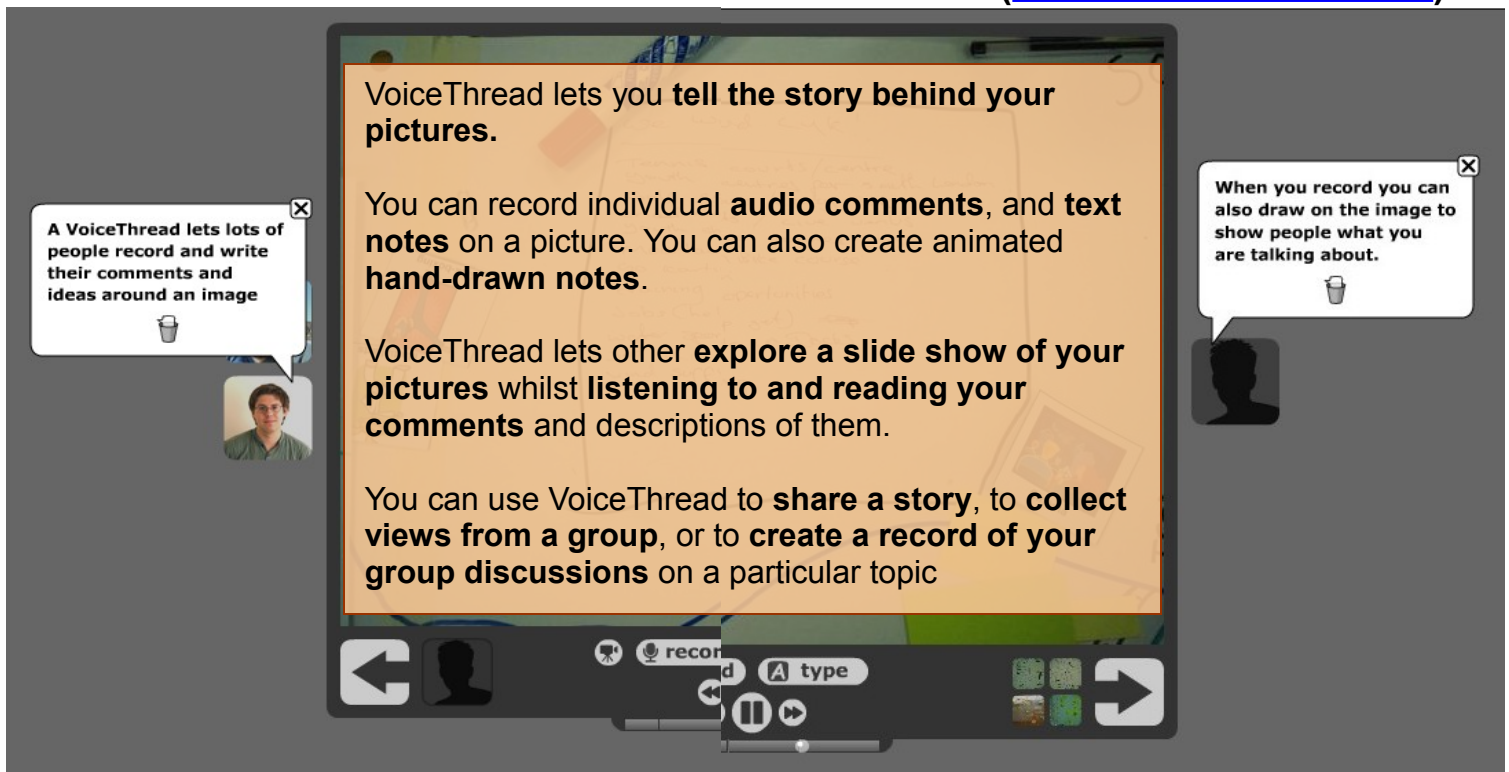 VoiceThread lets you tell the story behind your
pictures.
You can record individual audio comments, and text
notes on a picture. You can also create animated
hand-drawn notes.
VoiceThread lets other explore a slide show of your
pictures whilst listening to and reading your
comments and descriptions of them.
You can use VoiceThread to share a story, to collect
views from a group, or to create a record of your
group discussions on a particular topic
A VoiceThread lets lots of
people record and write
their comments and
ideas around an image
When you record you can
also draw on the image to
show people what you
are talking about.
recor
d
A type